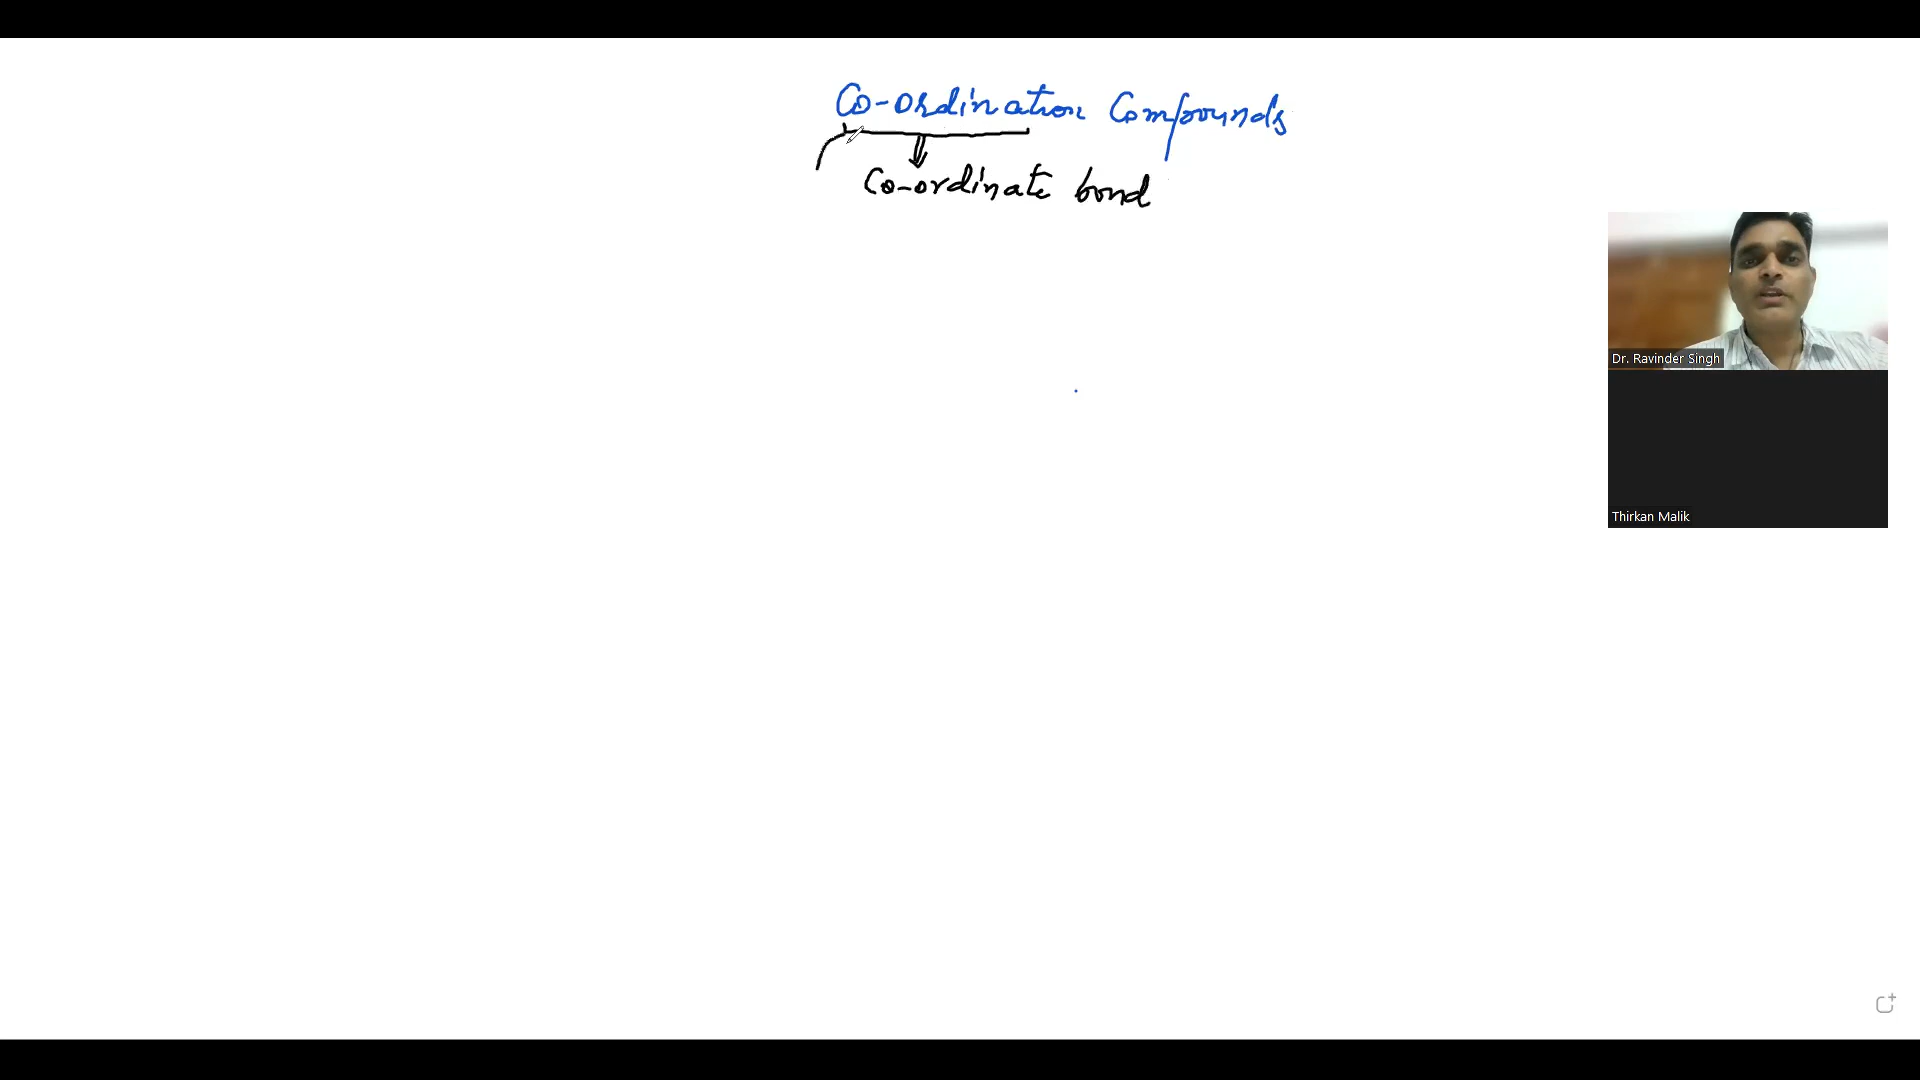 Co-ordination Compounds
Co-ordinate bond
Dr. Ravinder Singh
Thirkan Malik